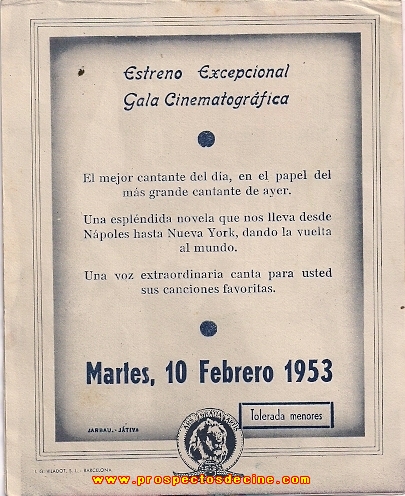 Estreno Excepcional
Gala Cinematográfica
El mejor cantante del día, en el papel del
más grande cantante de ayer.
Una espléndida novela que nos lleva desde
Nápoles hasta Nueva York, dando la vuelta
al mundo.
Una voz extraordinaria canta para usted
sus canciones favoritas.
Martes, 10 Febrero 1953
Tolerada menores
JARBAU.-JÁTIVA
I. G. VILADOT, S. L. - BARCELONA
www.prospectosdecine.com